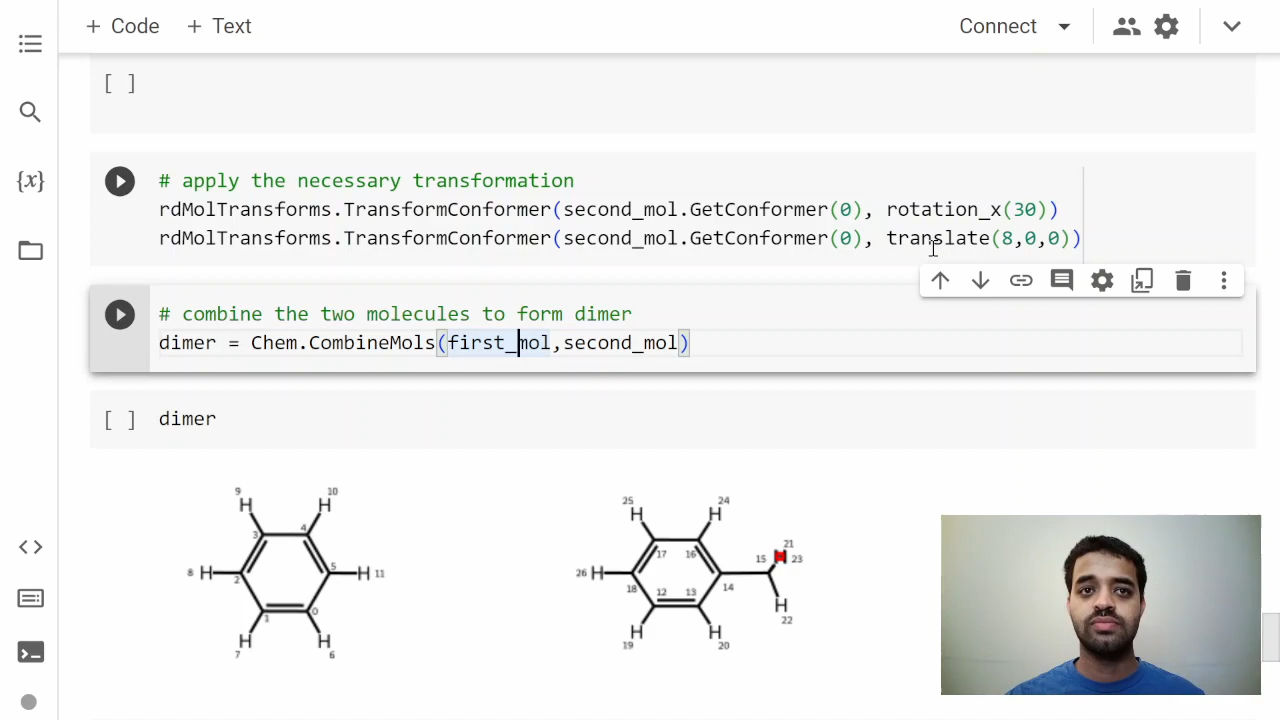 + Code + Text Connect
{x}
[ ]
# apply the necessary transformation
rdMolTransforms.TransformConformer(second_mol.GetConformer(0), rotation_x(30))
rdMolTransforms.TransformConformer(second_mol.GetConformer(0), translate(8,0,0))
# combine the two molecules to form dimer
dimer = Chem.CombineMols(first_mol,second_mol)
[ ] dimer
9 10
H H
3 4
8 H 2 5 H 11
1 0
H H
7 6
25 24
H H
17 16 15 21 23
26 H
18 12 13 14
H H H
19 20 22